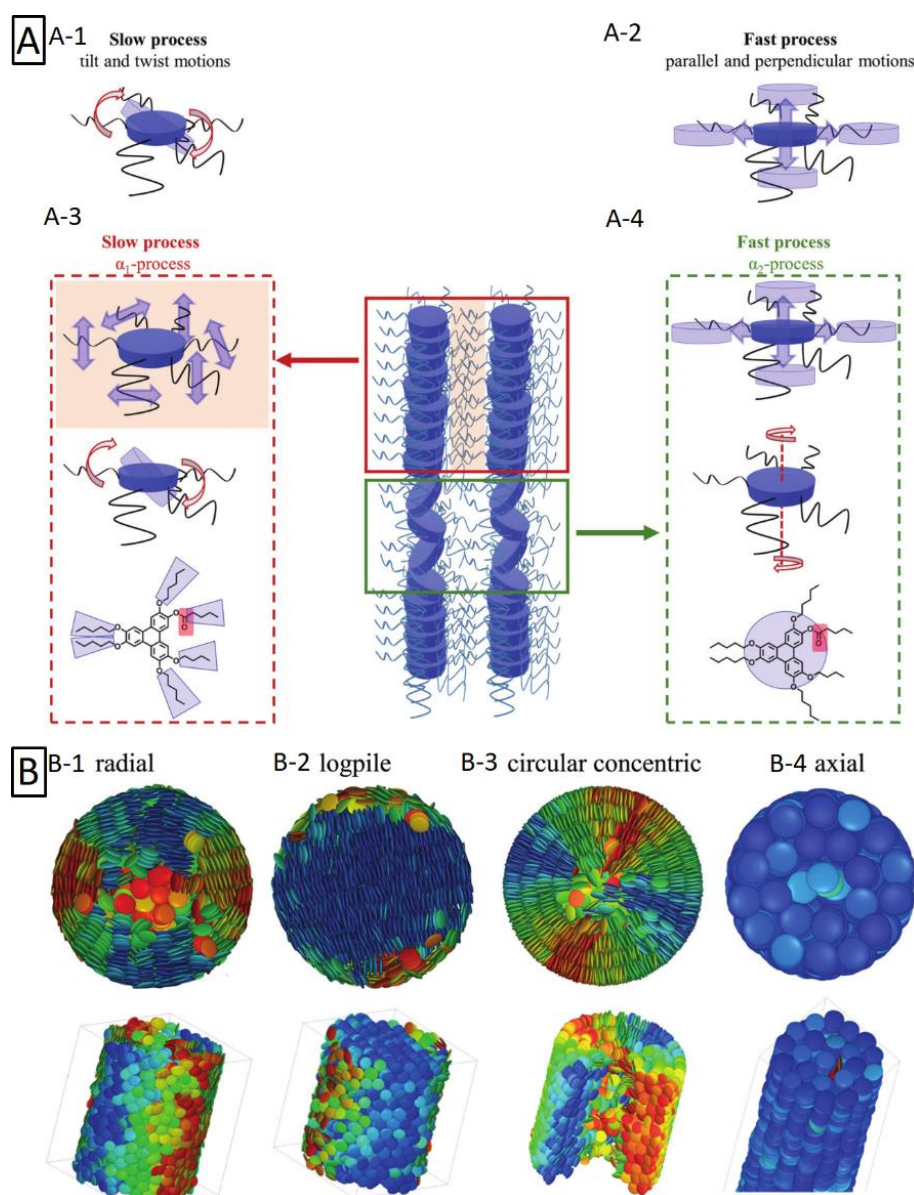 A
A-1
Slow process
tilt and twist motions
A-2
Fast process
parallel and perpendicular motions
A-3
Slow process
α₁-process
A-4
Fast process
α₂-process
O
O
O
O
O
O
O
O
O
O
O
O
O
O
B
B-1 radial
B-2 logpile
B-3 circular concentric
B-4 axial